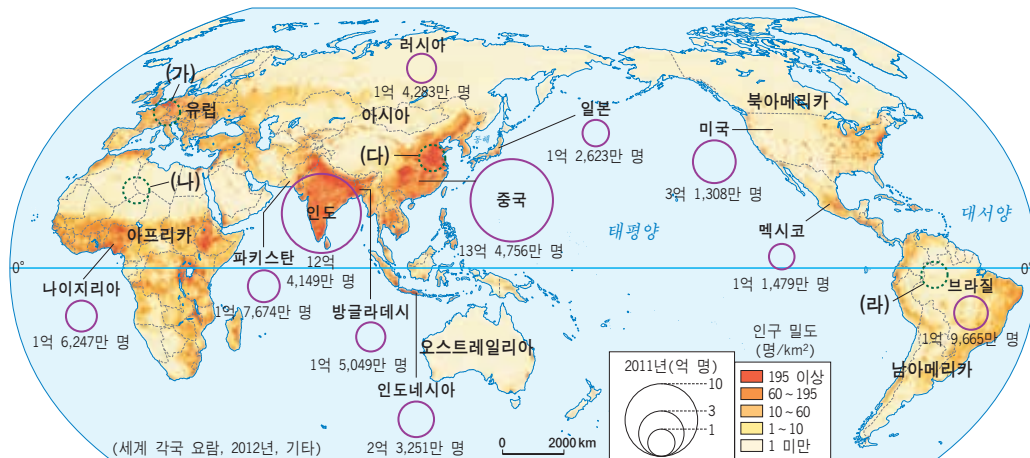 러시아
1억 4,283만 명
(가)
유럽
아시아
일본
1억 2,623만 명
북아메리카
미국
3억 1,308만 명
(다)
동해
(나)
인도
12억
4,149만 명
중국
13억 4,756만 명
태평양
대서양
멕시코
1억 1,479만 명
아프리카
파키스탄
1억 7,674만 명
0°
0°
나이지리아
1억 6,247만 명
방글라데시
1억 5,049만 명
오스트레일리아
인도네시아
2억 3,251만 명
(라)
브라질
1억 9,665만 명
남아메리카
2011년(억 명)
10
3
1
인구 밀도
(명/km²)
195 이상
60~195
10~60
1~10
1 미만
0 2000km
(세계 각국 요람, 2012년, 기타)